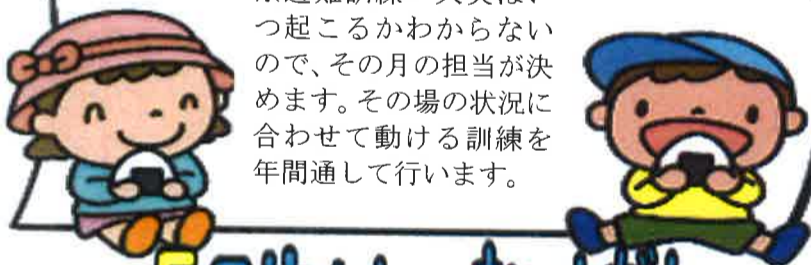 つ起こるかわからない
ので、その月の担当が決
めます。その場の状況に
合わせて動ける訓練を
年間通して行います。